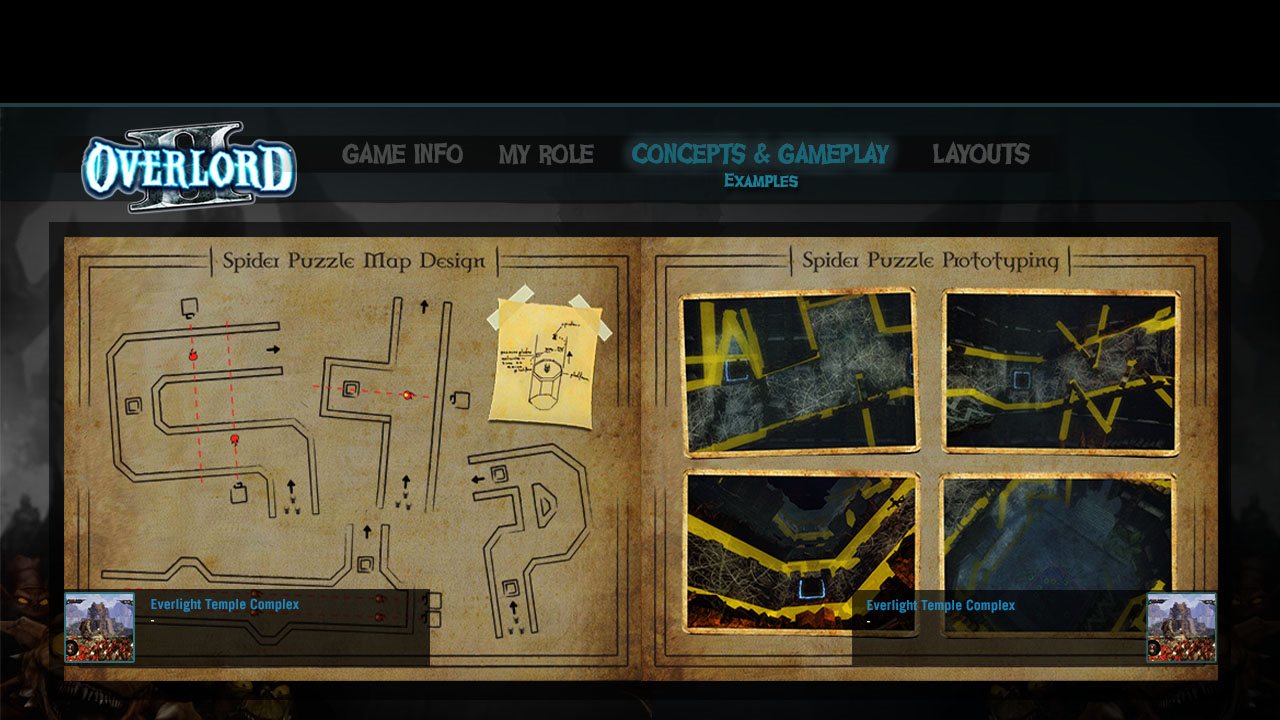 OVERLORD II
GAME INFO
MY ROLE
CONCEPTS & GAMEPLAY
LAYOUTS
EXAMPLES
Spider Puzzle Map Design
Spider Puzzle Prototyping
Everlight Temple Complex
-
Everlight Temple Complex
-